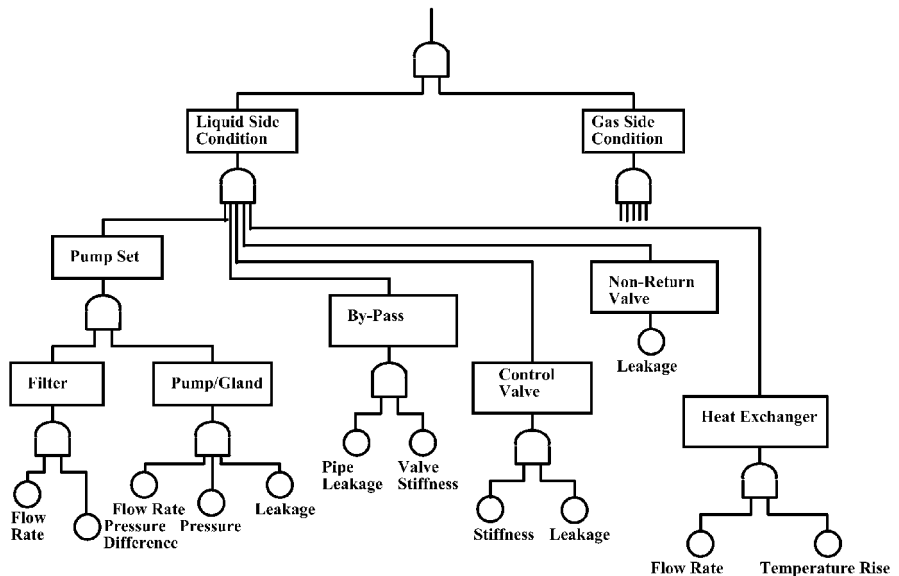 Liquid Side
Condition
Gas Side
Condition
Pump Set
Non-Return
Valve
By-Pass
Leakage
Filter
Pump/Gland
Control
Valve
Heat Exchanger
Pipe
Leakage
Valve
Stiffness
Flow
Rate
Pressure
Difference
Flow Rate
Pressure
Leakage
Stiffness
Leakage
Flow Rate
Temperature Rise